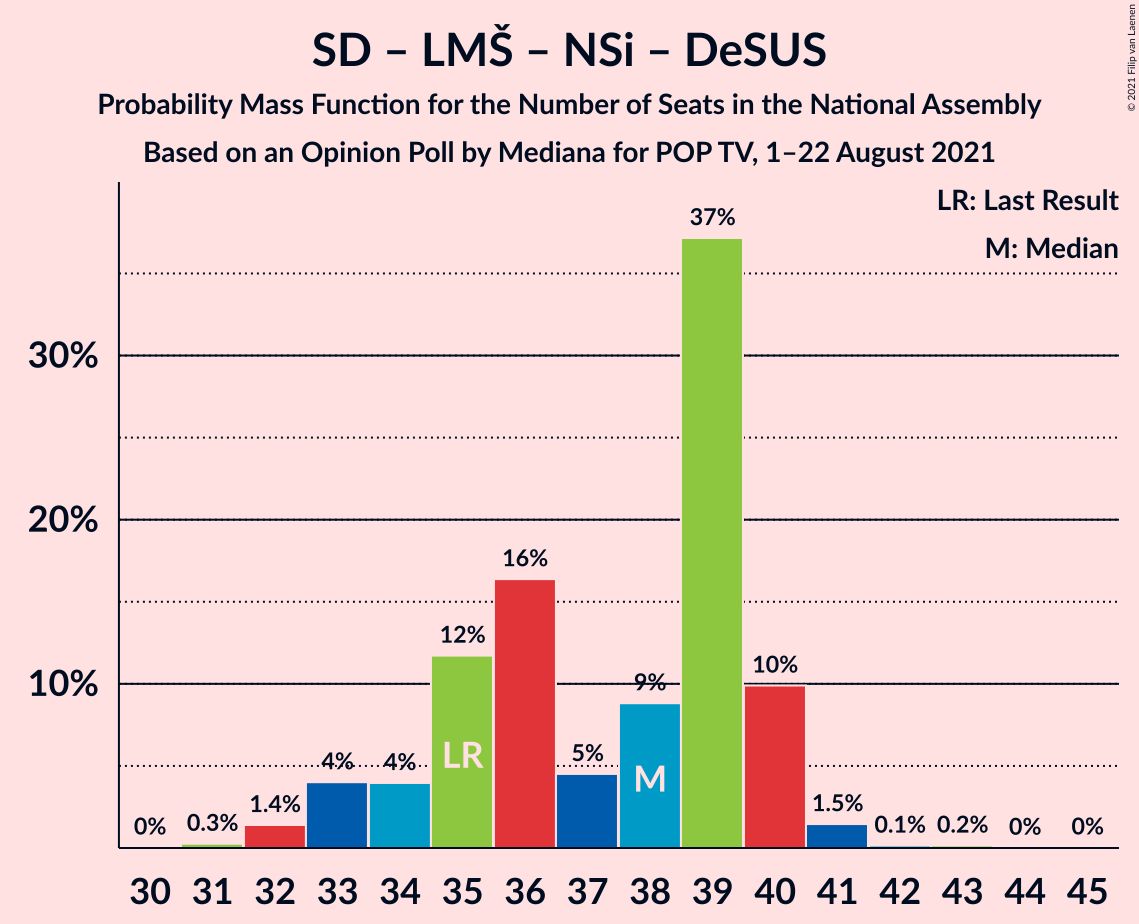 SD – LMŠ – NSi – DeSUS
Probability Mass Function for the Number of Seats in the National Assembly
Based on an Opinion Poll by Mediana for POP TV, 1–22 August 2021
© 2021 Filip van Laenen
LR: Last Result
M: Median
37%
30%
20%
16%
12%
10%
10%
9%
LR
M
5%
4%
4%
1.4%
1.5%
0%
0.3%
0.1%
0.2%
0%
0%
30 31 32 33 34 35 36 37 38 39 40 41 42 43 44 45